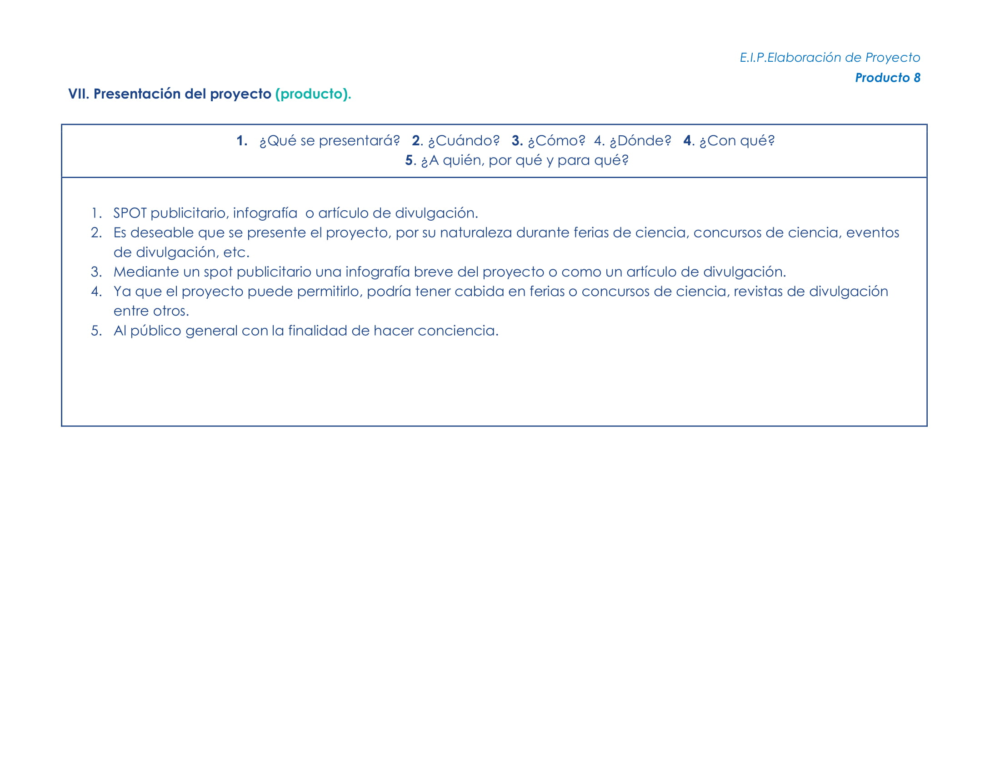 E.I.P.Elaboración de Proyecto
Producto 8
VII. Presentación del proyecto (producto).
1. ¿Qué se presentará? 2. ¿Cuándo? 3. ¿Cómo? 4. ¿Dónde? 4. ¿Con qué?
5. ¿A quién, por qué y para qué?
1. SPOT publicitario, infografía o artículo de divulgación.
2. Es deseable que se presente el proyecto, por su naturaleza durante ferias de ciencia, concursos de ciencia, eventos
de divulgación, etc.
3. Mediante un spot publicitario una infografía breve del proyecto o como un artículo de divulgación.
4. Ya que el proyecto puede permitirlo, podría tener cabida en ferias o concursos de ciencia, revistas de divulgación
entre otros.
5. Al público general con la finalidad de hacer conciencia.